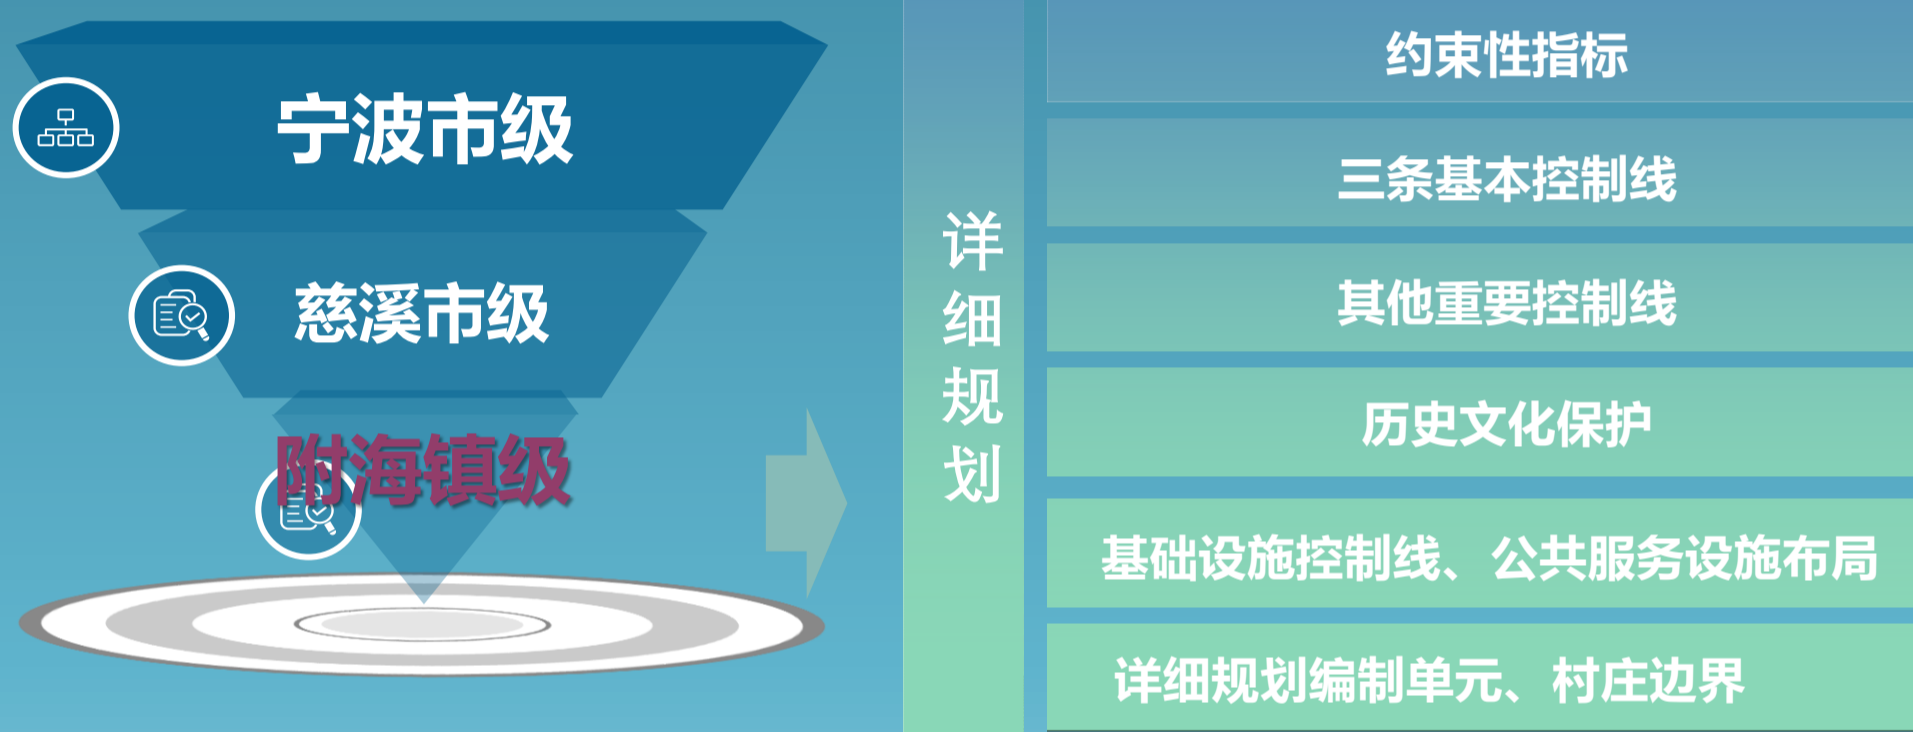 宁波市级
慈溪市级
附海镇级
详细规划
约束性指标
三条基本控制线
其他重要控制线
历史文化保护
基础设施控制线、公共服务设施布局
详细规划编制单元、村庄边界